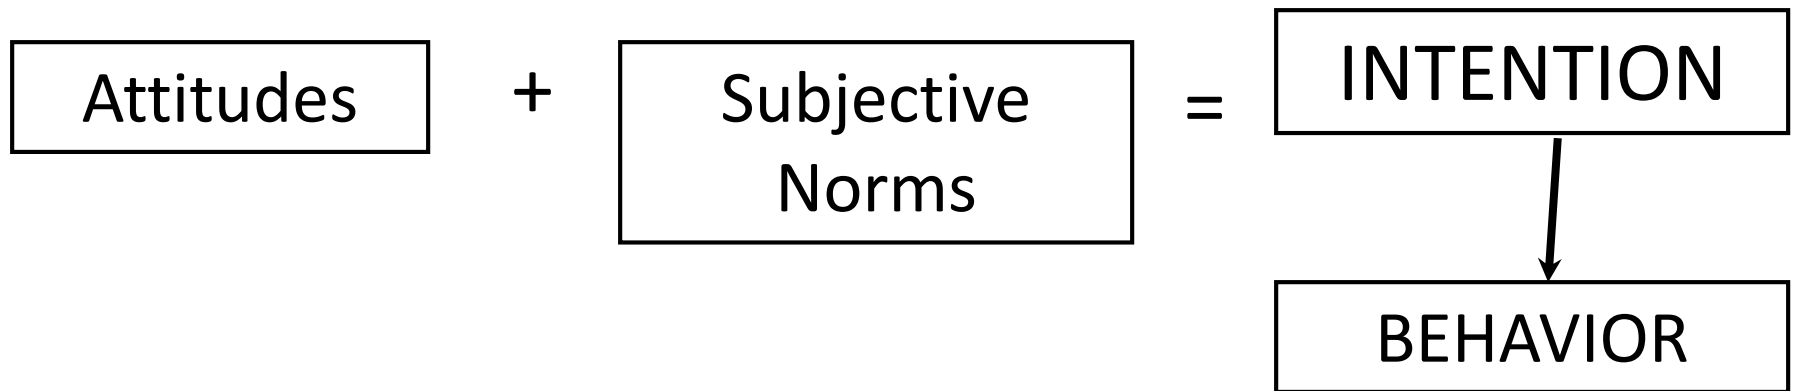 Attitudes
+
Subjective
Norms
=
INTENTION
BEHAVIOR